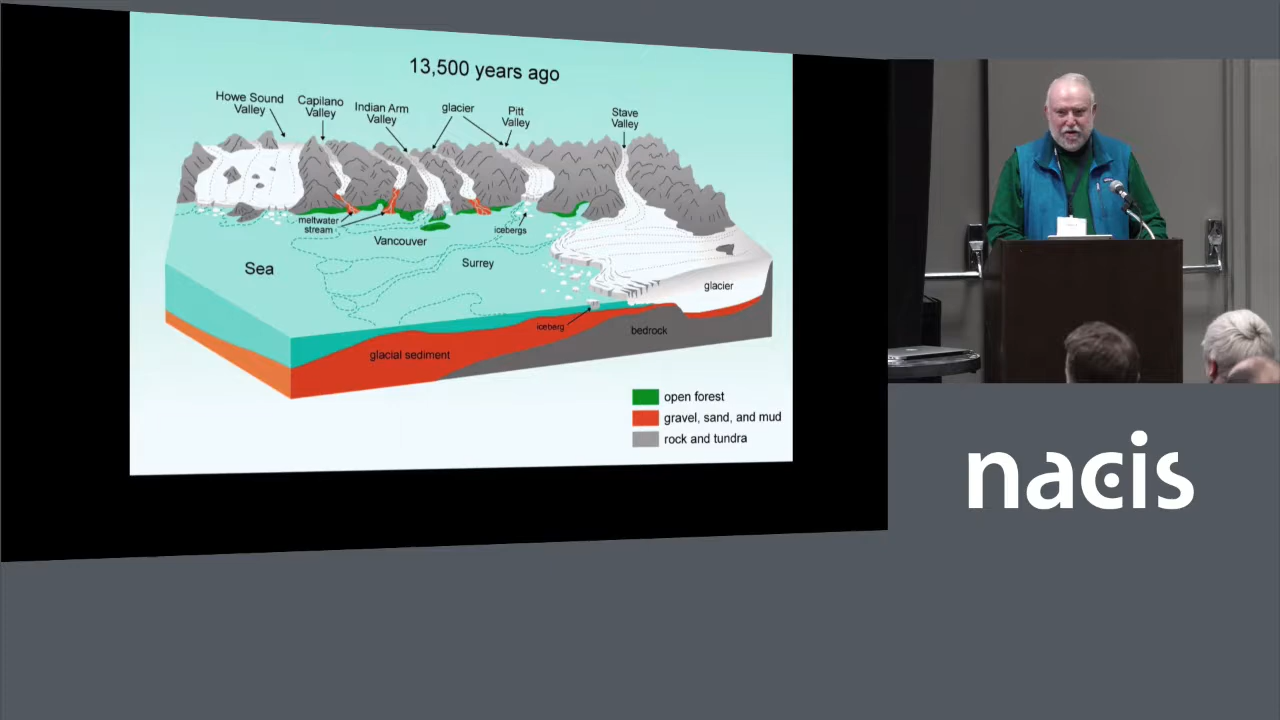 13,500 years ago
Howe Sound
Valley
Capilano
Valley
Indian Arm
Valley
glacier
Pitt
Valley
Stave
Valley
meltwater
stream
Vancouver
icebergs
Sea
Surrey
glacier
iceberg
bedrock
glacial sediment
open forest
gravel, sand, and mud
rock and tundra
nacis